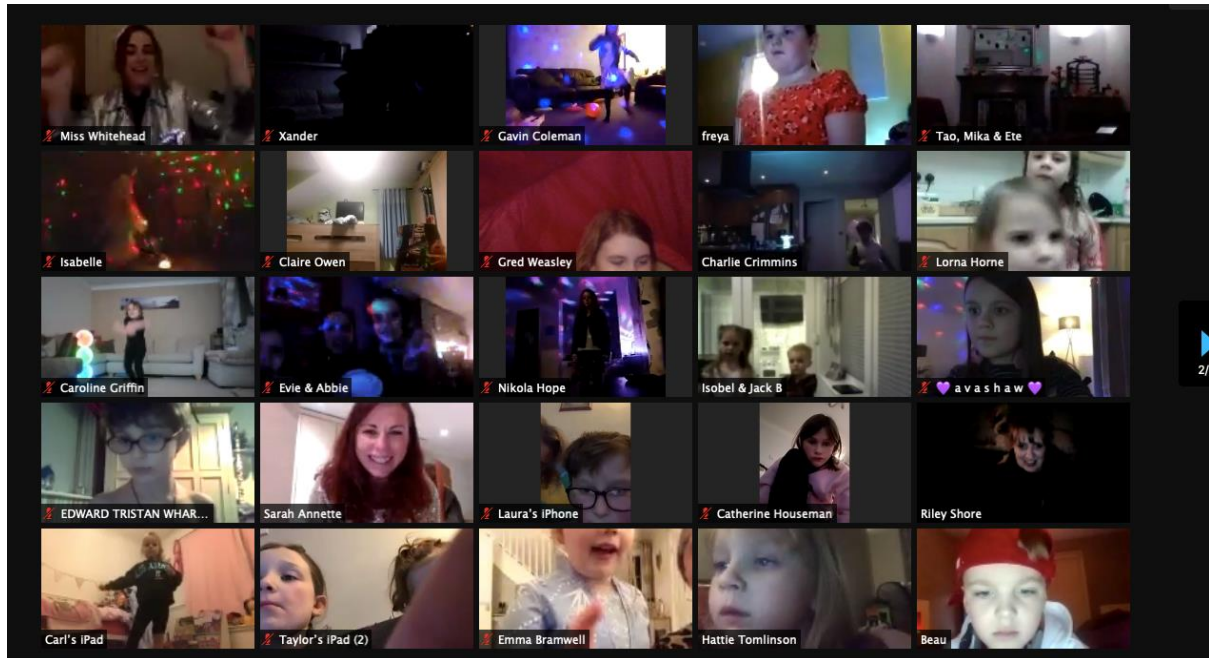 Miss Whitehead
Xander
Gavin Coleman
freya
Tao, Mika & Ete
Isabelle
Claire Owen
Gred Weasley
Charlie Crimmins
Lorna Horne
Caroline Griffin
Evie & Abbie
Nikola Hope
Isobel & Jack B
💜 a v a s h a w 💜
2/
EDWARD TRISTAN WHAR...
Sarah Annette
Laura's iPhone
Catherine Houseman
Riley Shore
Carl's iPad
Taylor's iPad (2)
Emma Bramwell
Hattie Tomlinson
Beau